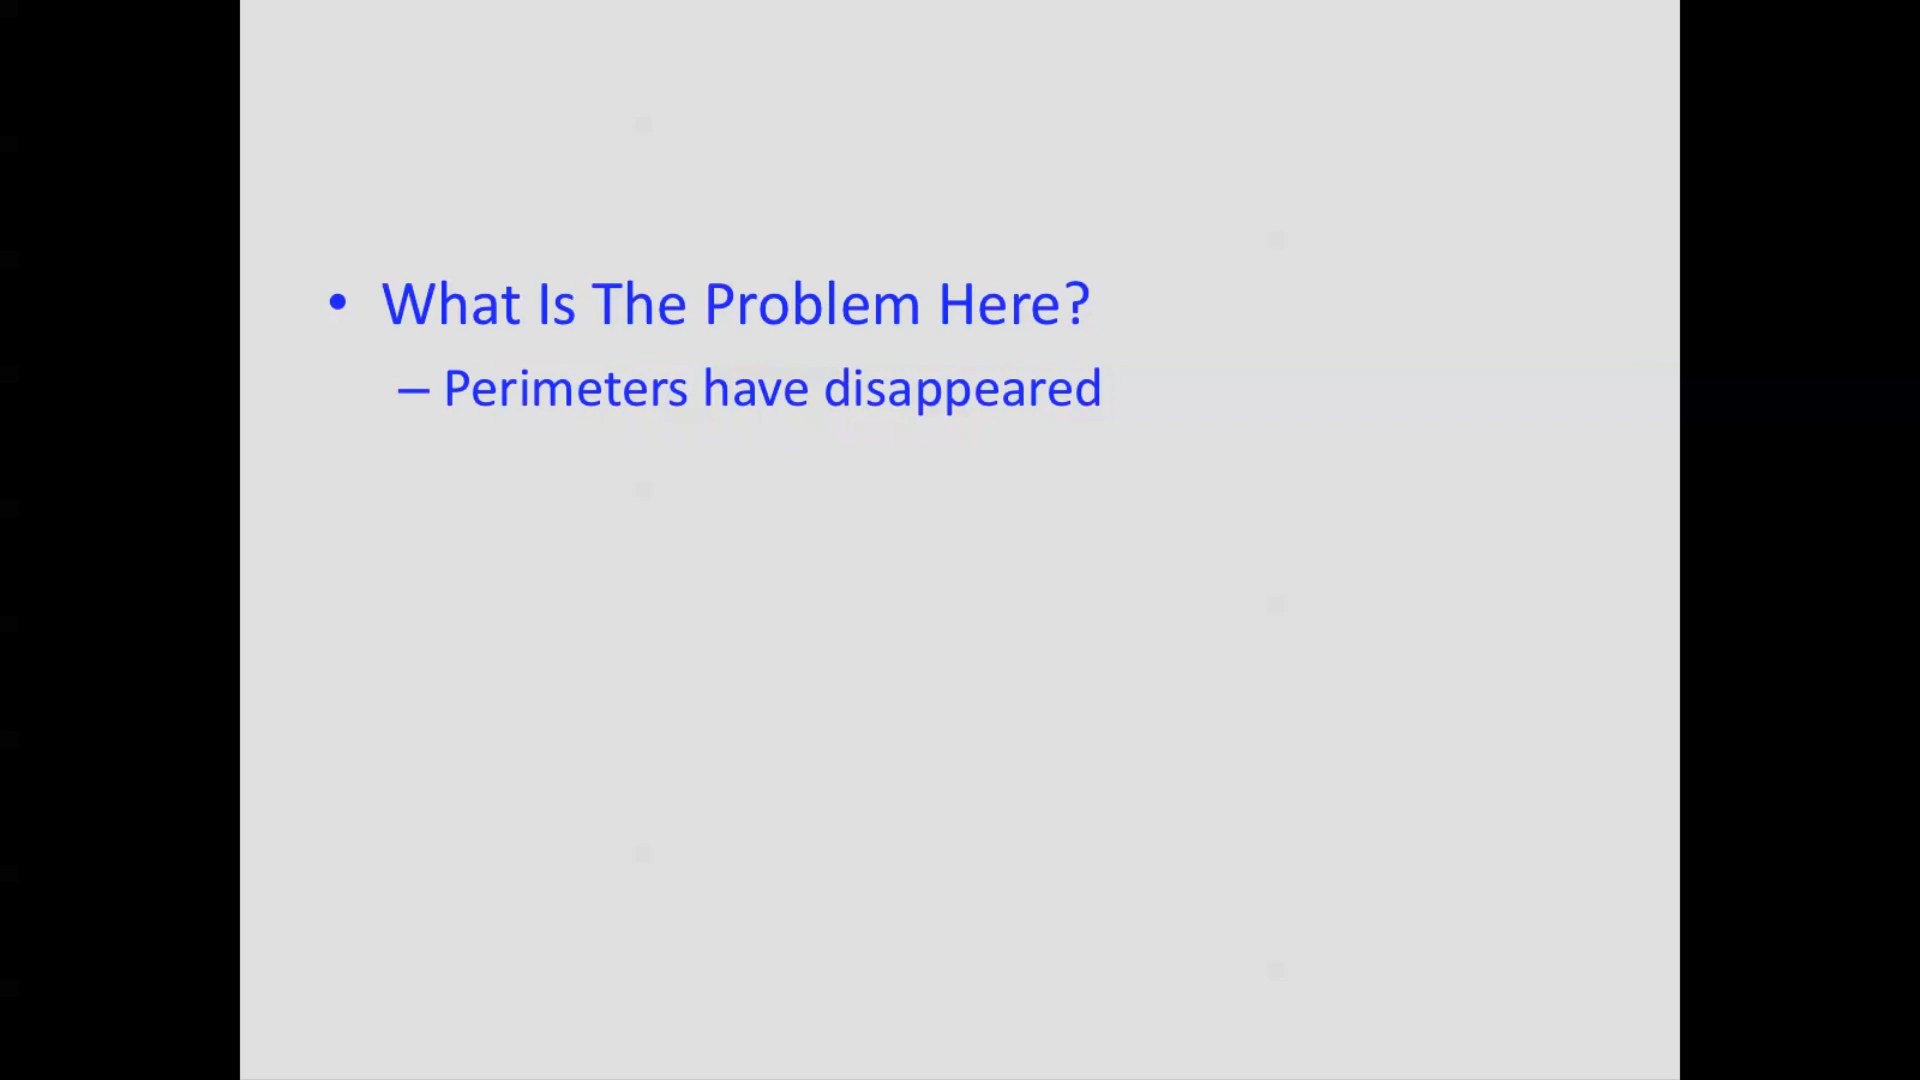 • What Is The Problem Here?
– Perimeters have disappeared